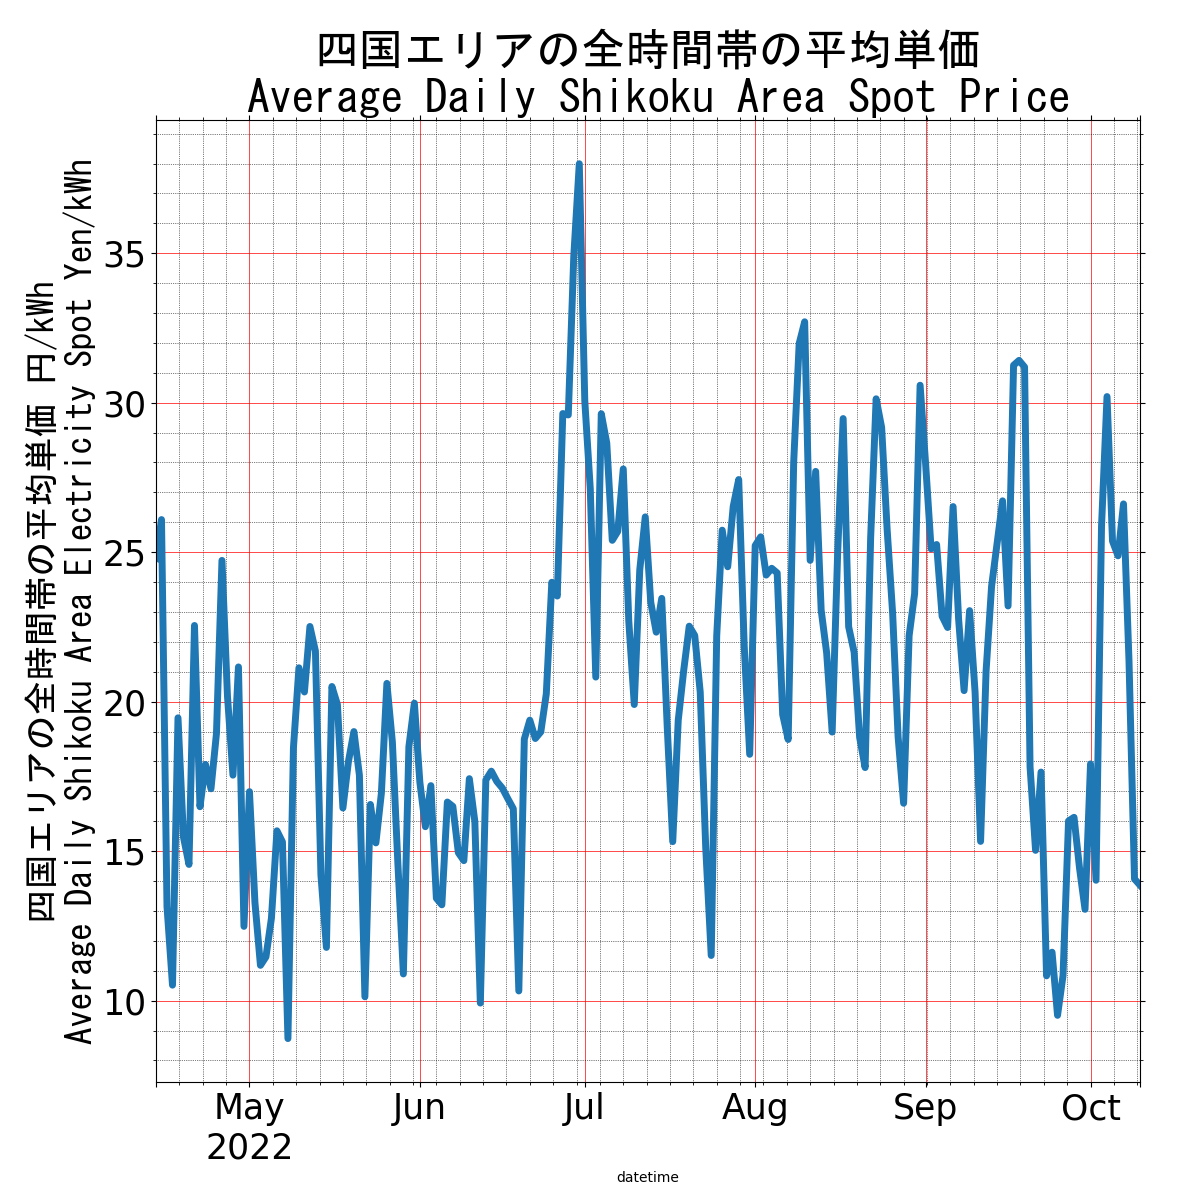 四国エリアの全時間帯の平均単価
Average Daily Shikoku Area Spot Price
四国エリアの全時間帯の平均単価 円/kWh
Average Daily Shikoku Area Electricity Spot Yen/kWh
35
30
25
20
15
10
May
2022
Jun
Jul
Aug
Sep
Oct
datetime